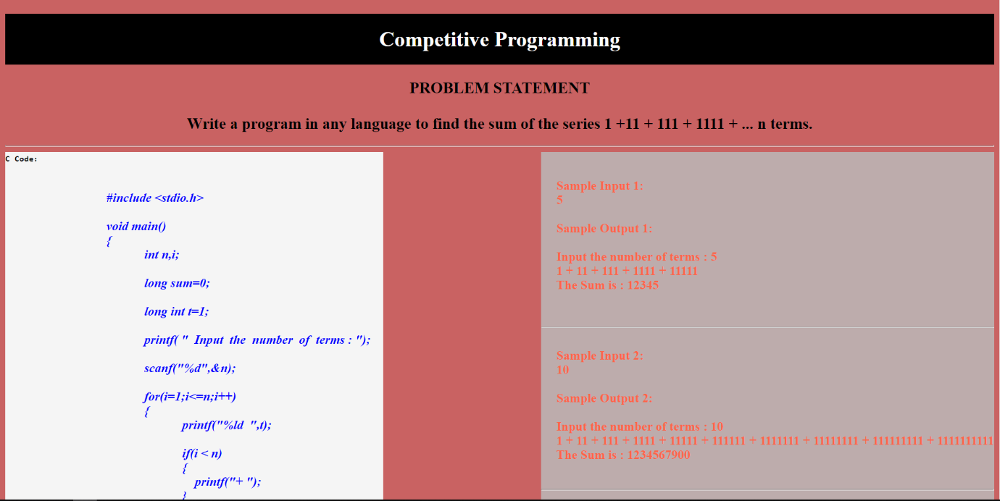 Competitive Programming
PROBLEM STATEMENT
Write a program in any language to find the sum of the series 1 +11 + 111 + 1111 + ... n terms.
C Code:
#include <stdio.h>
void main()
{
int n,i;
long sum=0;
long int t=1;
printf( "  Input  the  number  of  terms : ");
scanf("%d",&n);
for(i=1;i<=n;i++)
{
printf("%ld  ",t);
if(i < n)
{
printf("+ ");
}
Sample Input 1:
5
Sample Output 1:
Input the number of terms : 5
1 + 11 + 111 + 1111 + 11111
The Sum is : 12345
Sample Input 2:
10
Sample Output 2:
Input the number of terms : 10
1 + 11 + 111 + 1111 + 11111 + 111111 + 1111111 + 11111111 + 111111111 + 1111111111
The Sum is : 1234567900